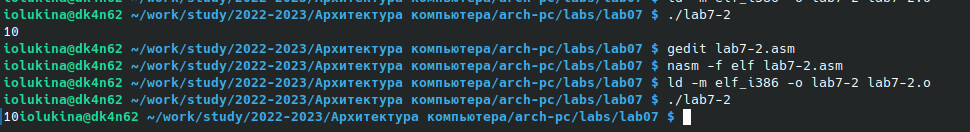 iolukina@dk4n62 ~/work/study/2022-2023/Архитектура компьютера/arch-pc/labs/lab07 $ ./lab7-2
10
iolukina@dk4n62 ~/work/study/2022-2023/Архитектура компьютера/arch-pc/labs/lab07 $ gedit lab7-2.asm
iolukina@dk4n62 ~/work/study/2022-2023/Архитектура компьютера/arch-pc/labs/lab07 $ nasm -f elf lab7-2.asm
iolukina@dk4n62 ~/work/study/2022-2023/Архитектура компьютера/arch-pc/labs/lab07 $ ld -m elf_i386 -o lab7-2 lab7-2.o
iolukina@dk4n62 ~/work/study/2022-2023/Архитектура компьютера/arch-pc/labs/lab07 $ ./lab7-2
10iolukina@dk4n62 ~/work/study/2022-2023/Архитектура компьютера/arch-pc/labs/lab07 $